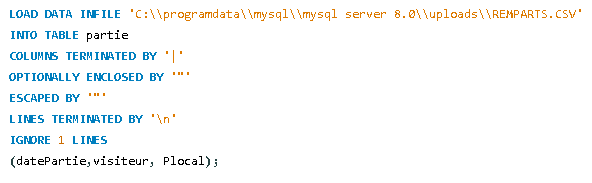 LOAD DATA INFILE 'C:\\programdata\\mysql\\mysql server 8.0\\uploads\\REMPARTS.CSV'
INTO TABLE partie
COLUMNS TERMINATED BY '|'
OPTIONALLY ENCLOSED BY '"'
ESCAPED BY '"'
LINES TERMINATED BY '\n'
IGNORE 1 LINES
(datePartie,visiteur, Plocal);